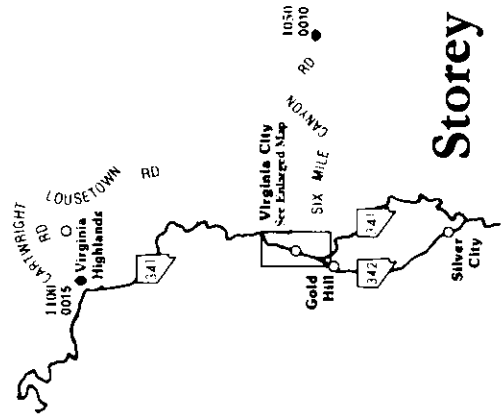 CARTWRIGHT
RD
LOUSETOWN
RD
1100
0015
Virginia
Highlands
341
Virginia City
See Enlarged Map
SIX MILE
CANYON
RD
1050
0010
Gold
Hill
341
342
Silver
City
Storey